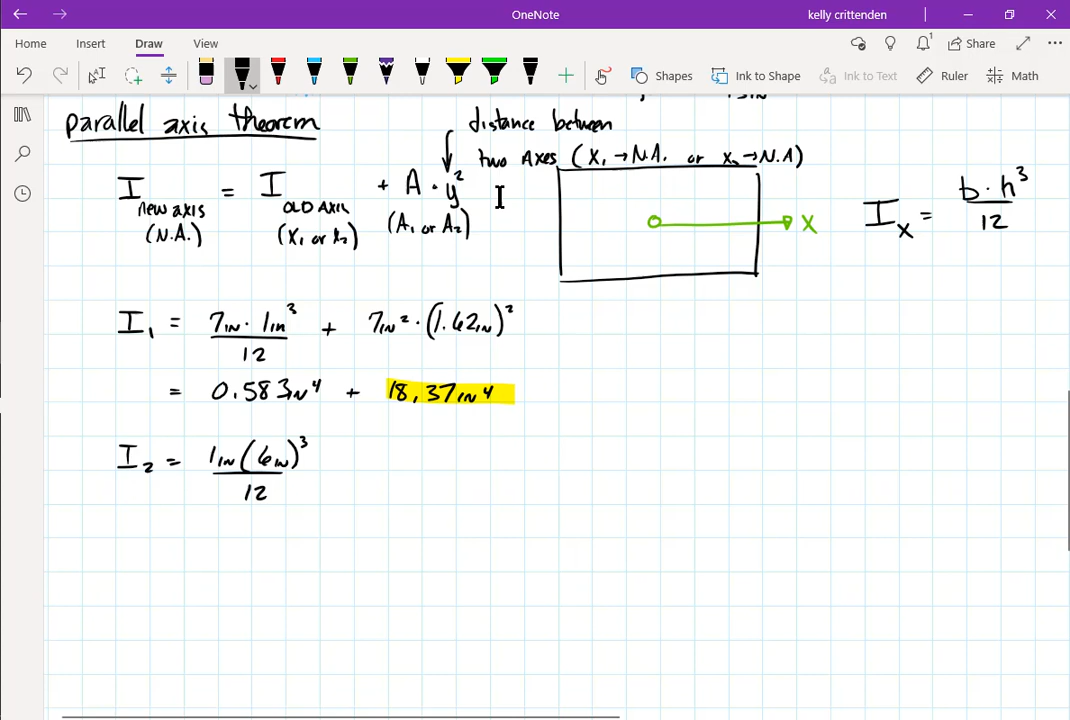 OneNote
kelly crittenden
Home Insert Draw View
Share
Shapes Ink to Shape Ink to Text Ruler Math
parallel axis theorem
distance between
two Axes (X₁→N.A. or x₂→N.A)
I new axis (N.A.) = I OLD AXIS (X₁ or X₂) + A · y² (A₁ or A₂)
X
Iₓ = b · h³ / 12
I₁ = 7in · 1in³ / 12 + 7in² · (1.62in)²
= 0.583in⁴ + 18.37in⁴
I₂ = 1in(6in)³ / 12